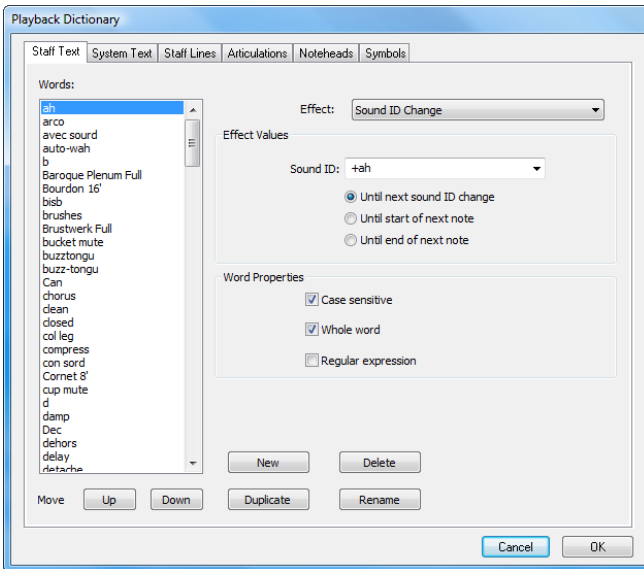 Playback Dictionary
Staff Text System Text Staff Lines Articulations Noteheads Symbols
Words:
ah
arco
avec sourd
auto-wah
b
Baroque Plenum Full
Bourdon 16'
bisb
brushes
Brustwerk Full
bucket mute
buzztongu
buzz-tongu
Can
chorus
clean
closed
col leg
compress
con sord
Cornet 8'
cup mute
d
damp
Dec
dehors
delay
detache
Move Up Down
Effect: Sound ID Change
Effect Values
Sound ID: +ah
Until next sound ID change
Until start of next note
Until end of next note
Word Properties
Case sensitive
Whole word
Regular expression
New Delete
Duplicate Rename
Cancel OK